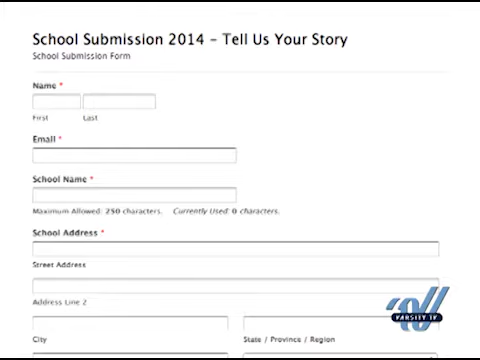 School Submission 2014 – Tell Us Your Story
School Submission Form
Name *
First Last
Email *
School Name *
Maximum Allowed: 250 characters. Currently Used: 0 characters.
School Address *
Street Address
Address Line 2
VARSITY TV
City State / Province / Region